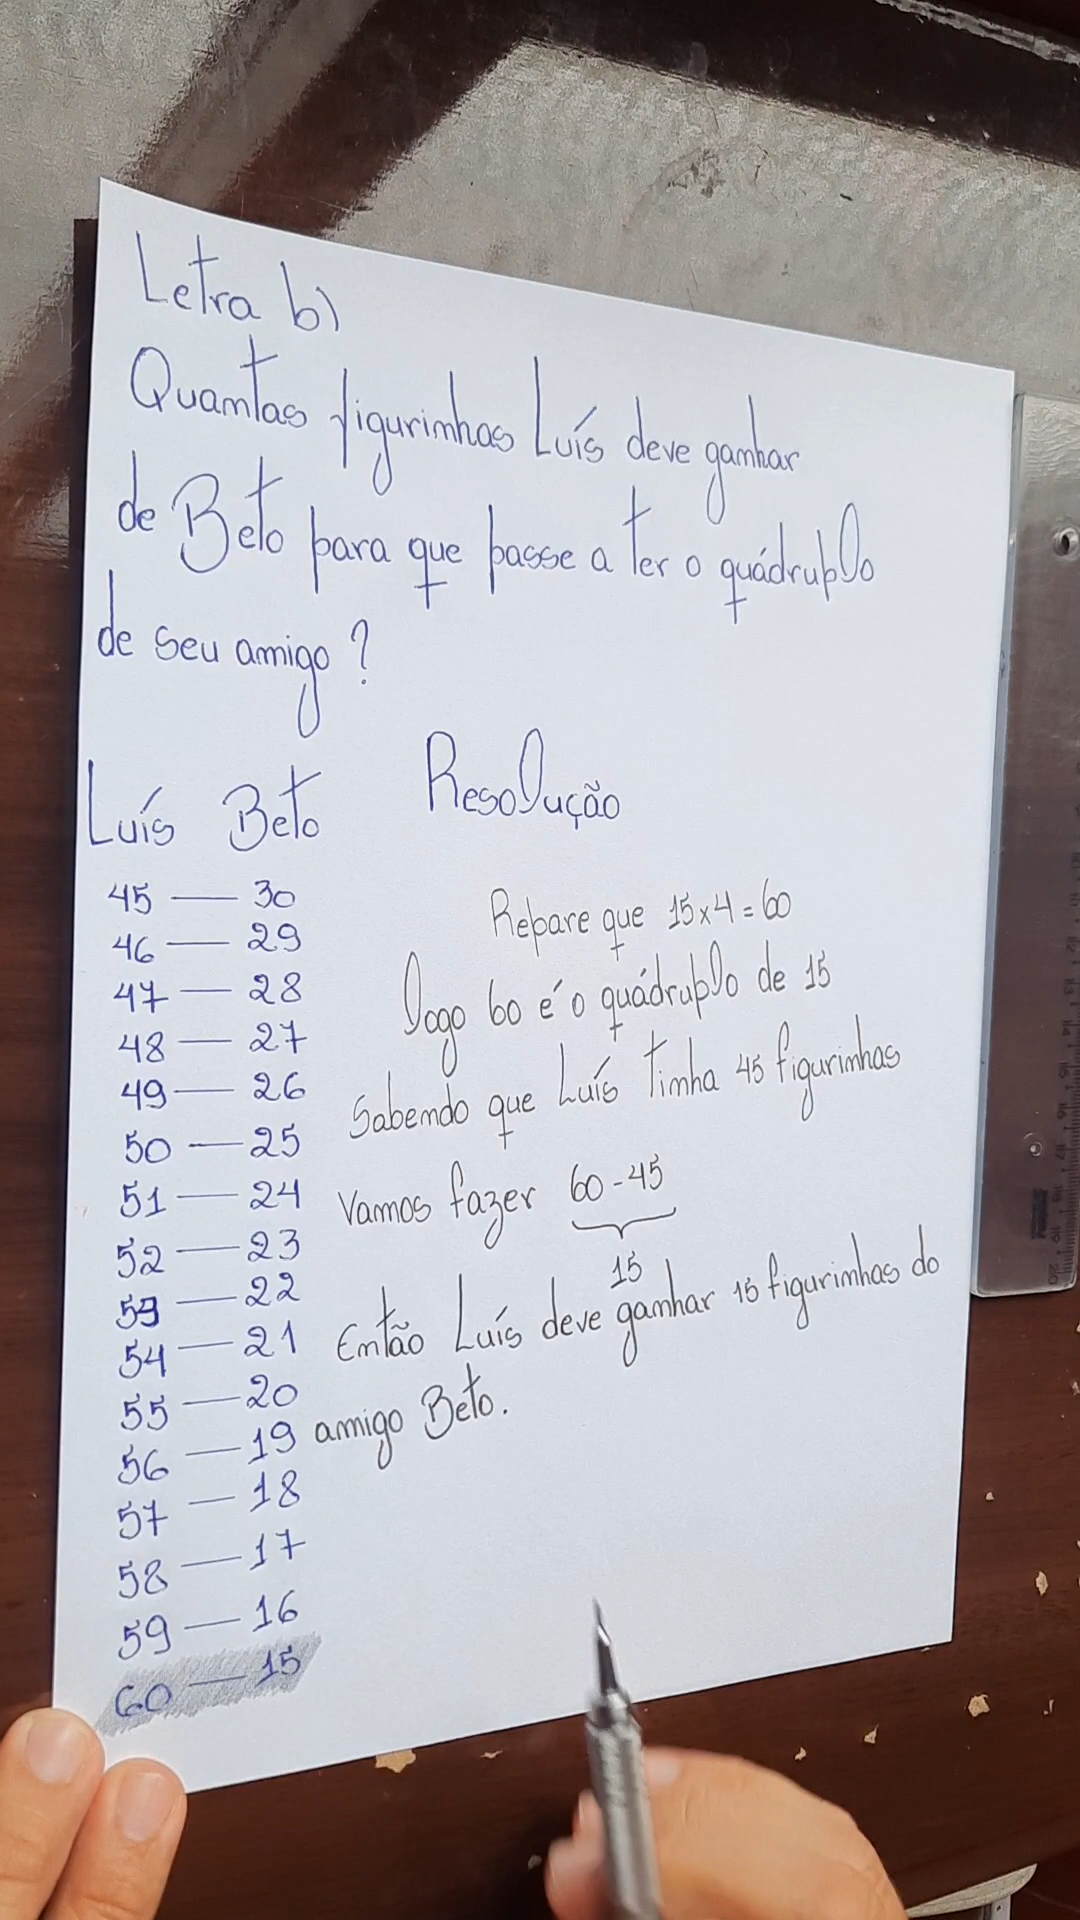 Letra b)
Quantas figurinhas Luís deve ganhar
de Beto para que passe a ter o quádruplo
de seu amigo?
Luís Beto
45 — 30
46 — 29
47 — 28
48 — 27
49 — 26
50 — 25
51 — 24
52 — 23
53 — 22
54 — 21
55 — 20
56 — 19
57 — 18
58 — 17
59 — 16
60 — 15
Resolução
Repare que 15x4=60
logo 60 é o quádruplo de 15
Sabendo que Luís tinha 45 figurinhas
Vamos fazer 60-45
15
Então Luís deve ganhar 15 figurinhas do
amigo Beto.